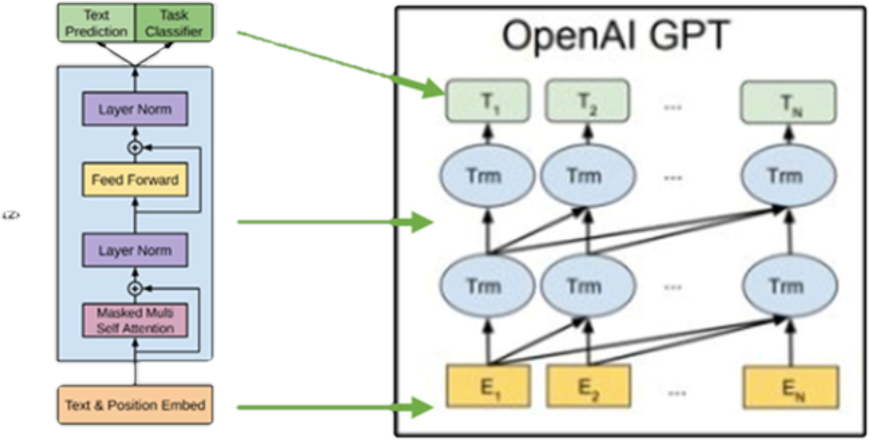 Text
Prediction
Task
Classifier
Layer Norm
Feed Forward
Layer Norm
Masked Multi
Self Attention
Text & Position Embed
OpenAI GPT
T1 T2 ... TN
Trm Trm ... Trm
Trm Trm ... Trm
E1 E2 ... EN